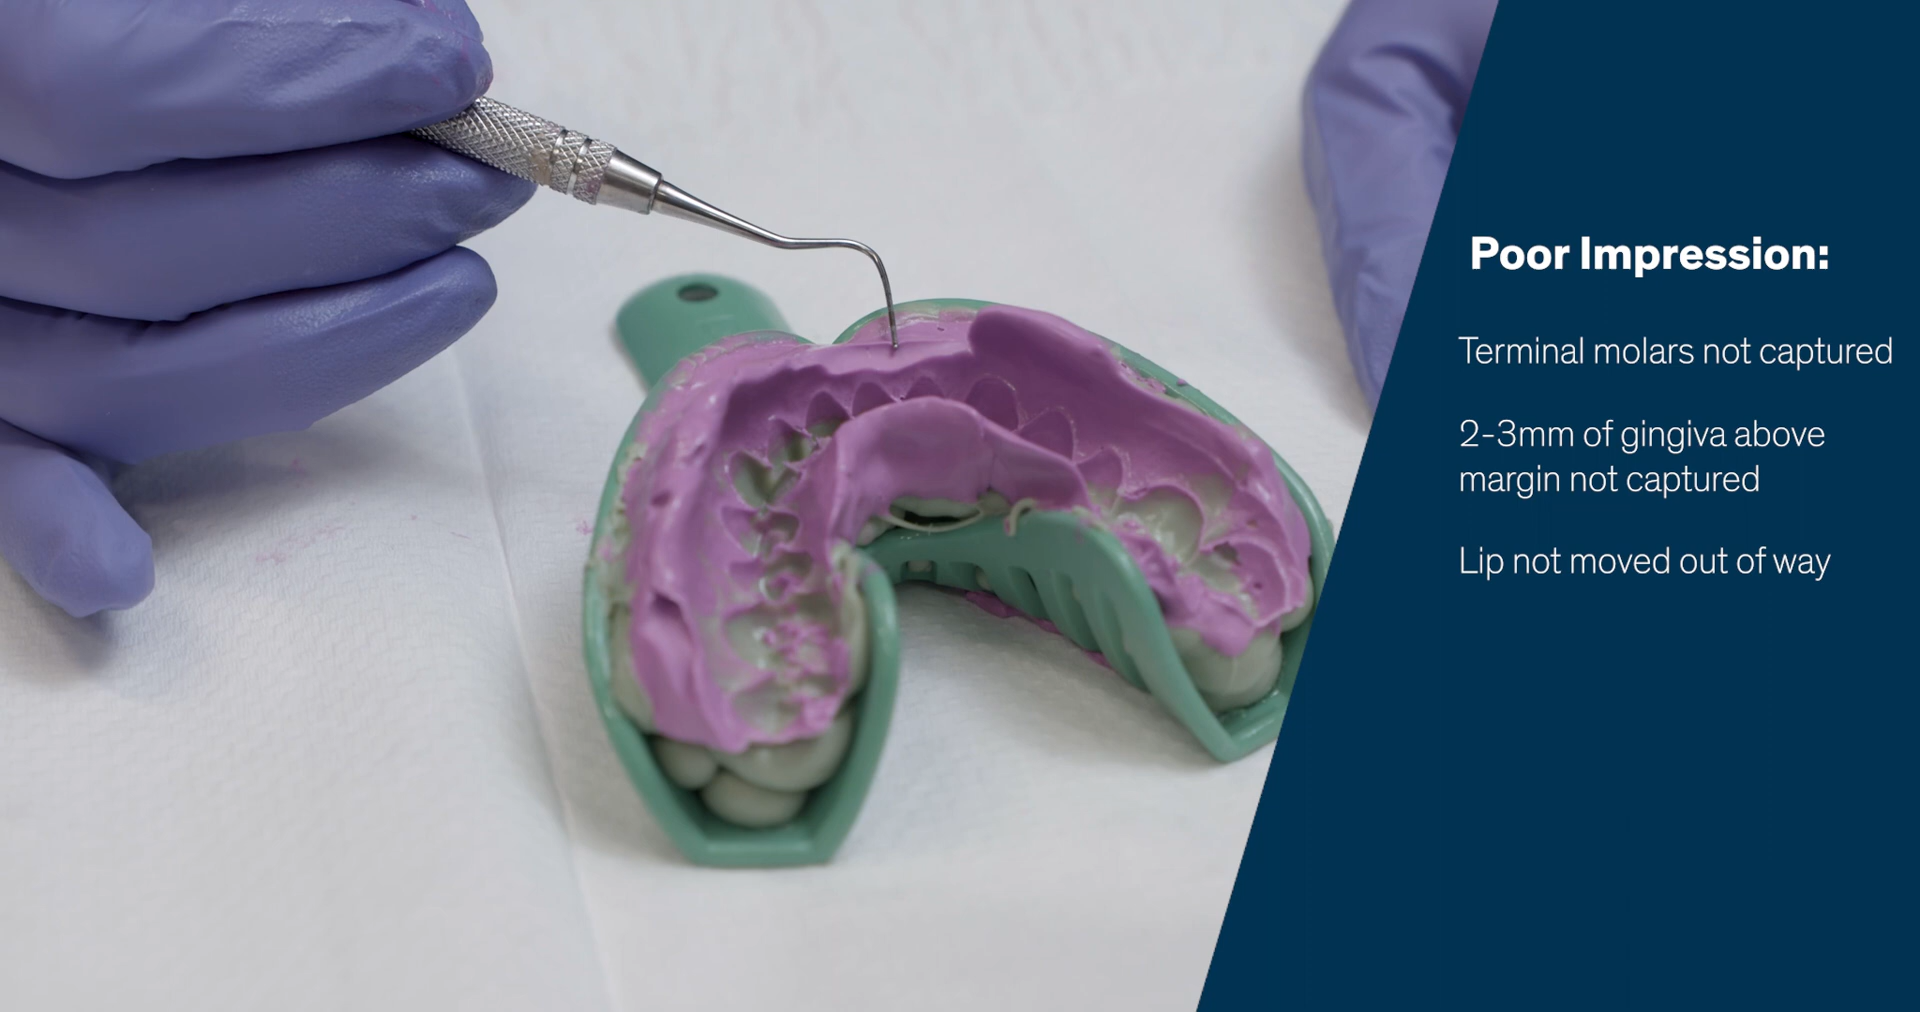 Poor Impression:
Terminal molars not captured
2-3mm of gingiva above
margin not captured
Lip not moved out of way